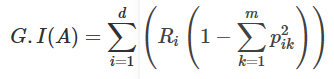 G.I(A) = \sum_{i=1}^{d} \left( R_i \left( 1 - \sum_{k=1}^{m} p_{ik}^2 \right) \right)